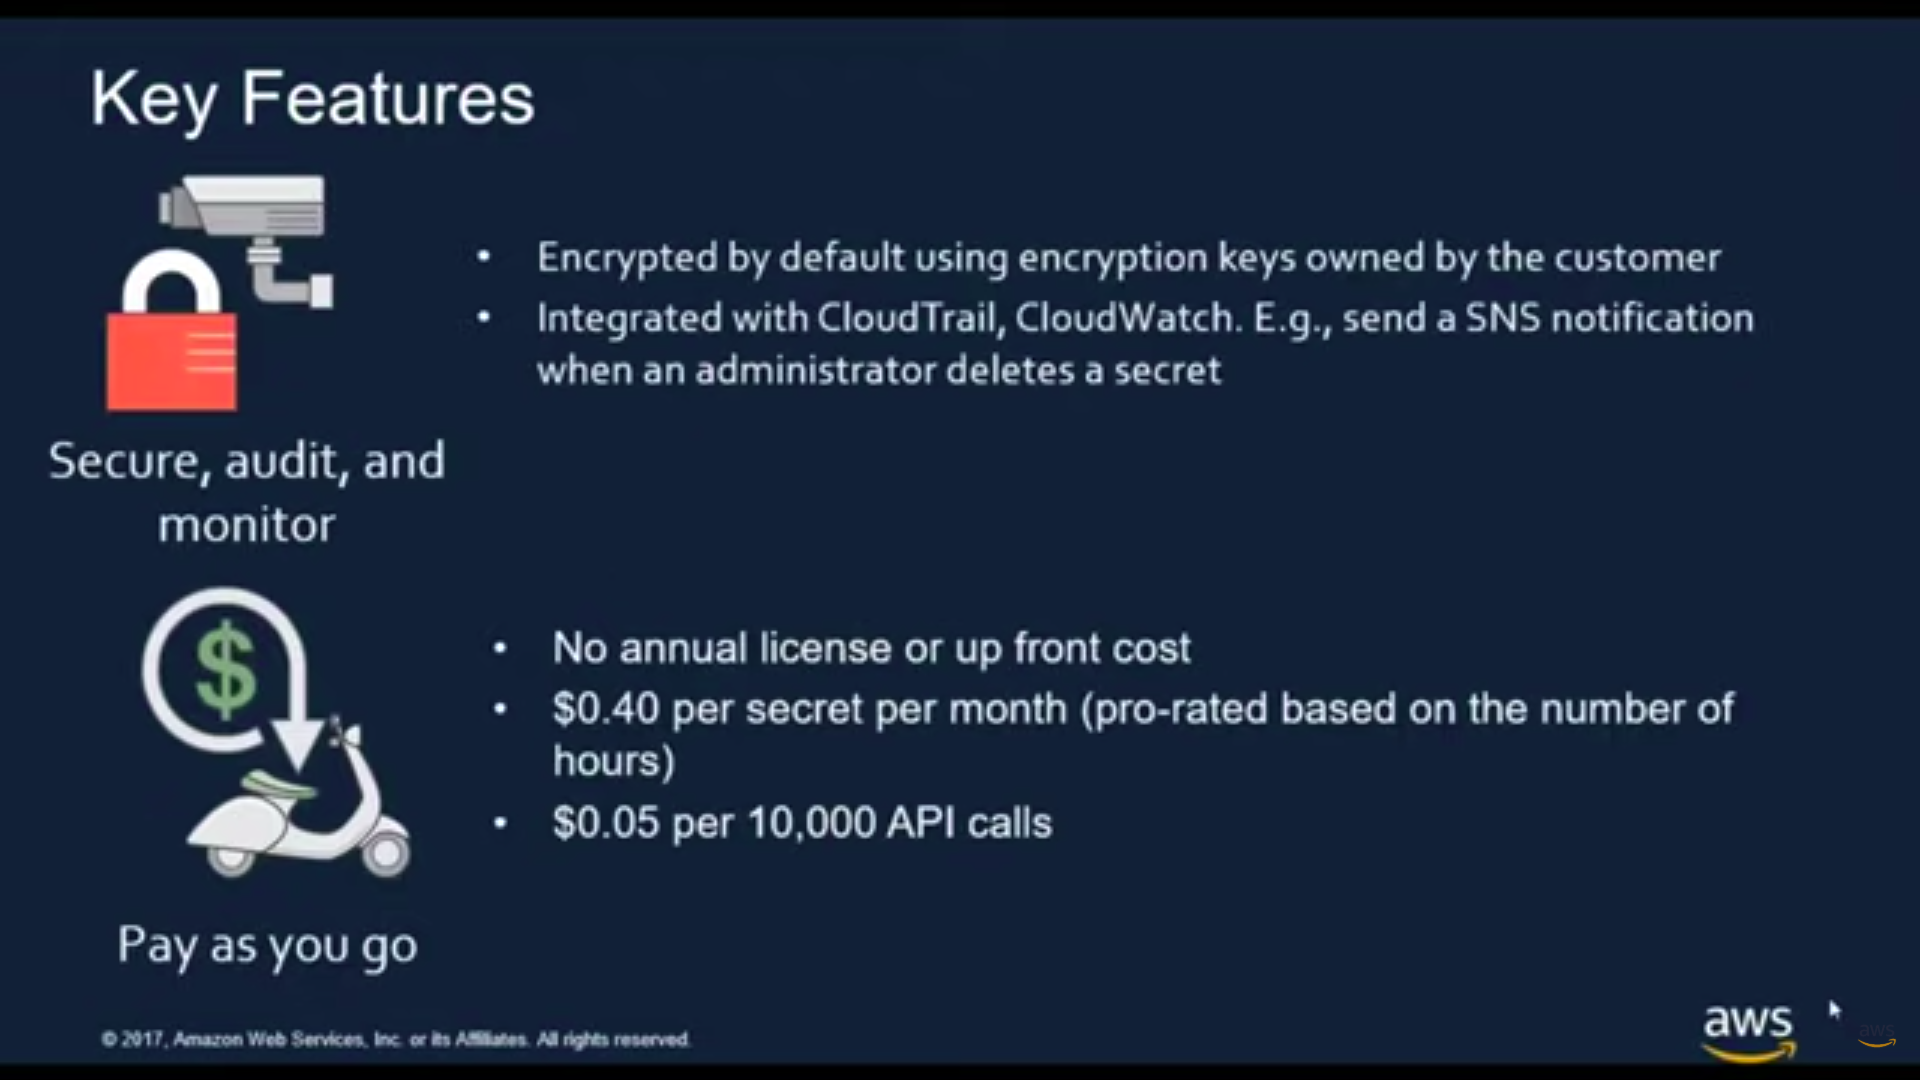 Key Features
Encrypted by default using encryption keys owned by the customer
Integrated with CloudTrail, CloudWatch. E.g., send a SNS notification
when an administrator deletes a secret
Secure, audit, and
monitor
$
No annual license or up front cost
$0.40 per secret per month (pro-rated based on the number of
hours)
$0.05 per 10,000 API calls
Pay as you go
© 2017, Amazon Web Services, Inc. or its Affiliates. All rights reserved.
aws
aws